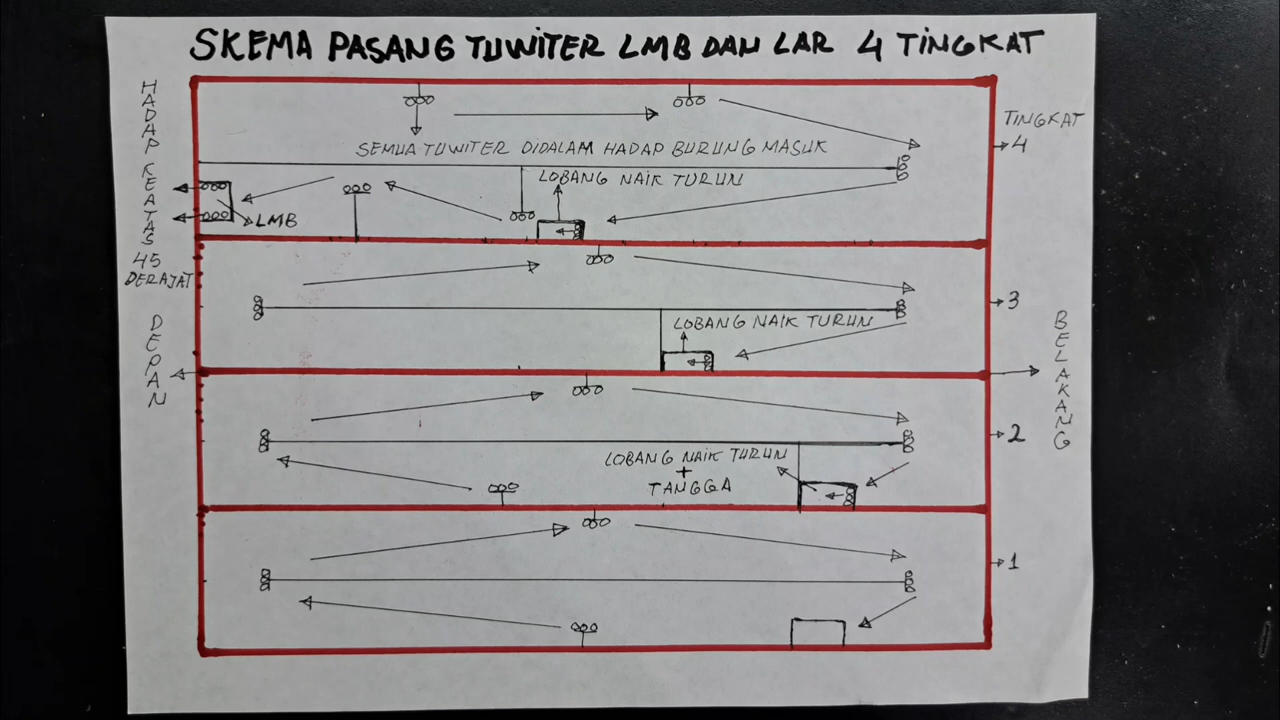 SKEMA PASANG TUWITER LMB DAN LAR 4 TINGKAT
HADAP KEATAS
45
DERAJAT
DEPAN
TINGKAT
4
SEMUA TUWITER DIDALAM HADAP BURUNG MASUK
LOBANG NAIK TURUN
LMB
3
LOBANG NAIK TURUN
BELAKANG
2
LOBANG NAIK TURUN
+
TANGGA
1